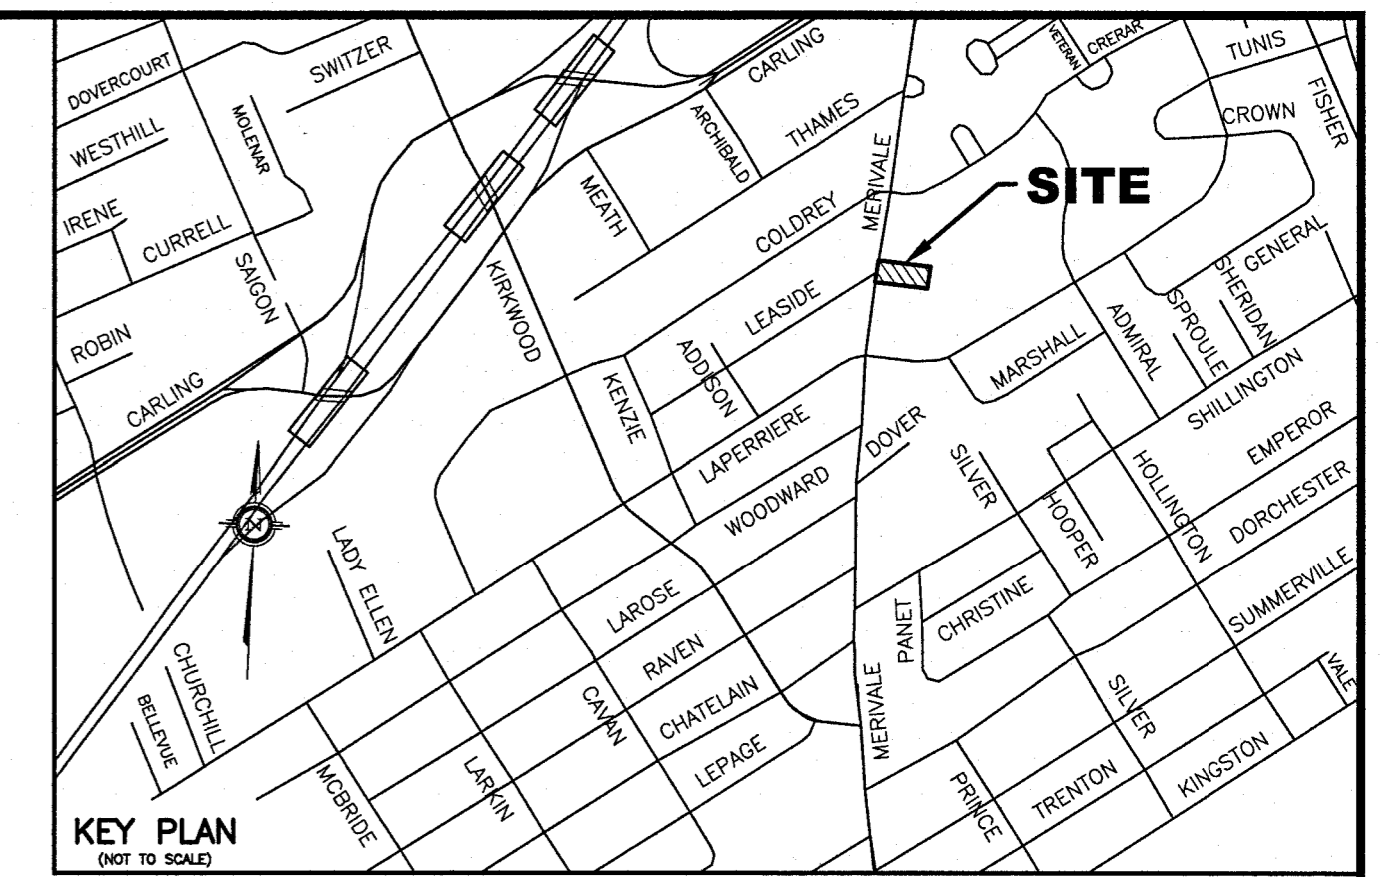 DOVERCOURT
SWITZER
CARLING
VETERAN
CRERAR
TUNIS
FISHER
WESTHILL
MOLENAR
ARCHIBALD
THAMES
CROWN
MERIVALE
MEATH
SITE
IRENE
CURRELL
COLDREY
GENERAL
SAIGON
KIRKWOOD
LEASIDE
SHERIDAN
SPROULE
ROBIN
ADDISON
MARSHALL
ADMIRAL
CARLING
KENZIE
SHILLINGTON
LAPERRIERE
DOVER
EMPEROR
WOODWARD
SILVER
HOOPER
HOLLINGTON
DORCHESTER
N
LADY ELLEN
LAROSE
PANET
CHRISTINE
SUMMERVILLE
CHURCHILL
RAVEN
MERIVALE
VALE
BELLEVUE
CAVAN
CHATELAIN
SILVER
LEPAGE
MCBRIDE
LARKIN
PRINCE
TRENTON
KINGSTON
KEY PLAN
(NOT TO SCALE)